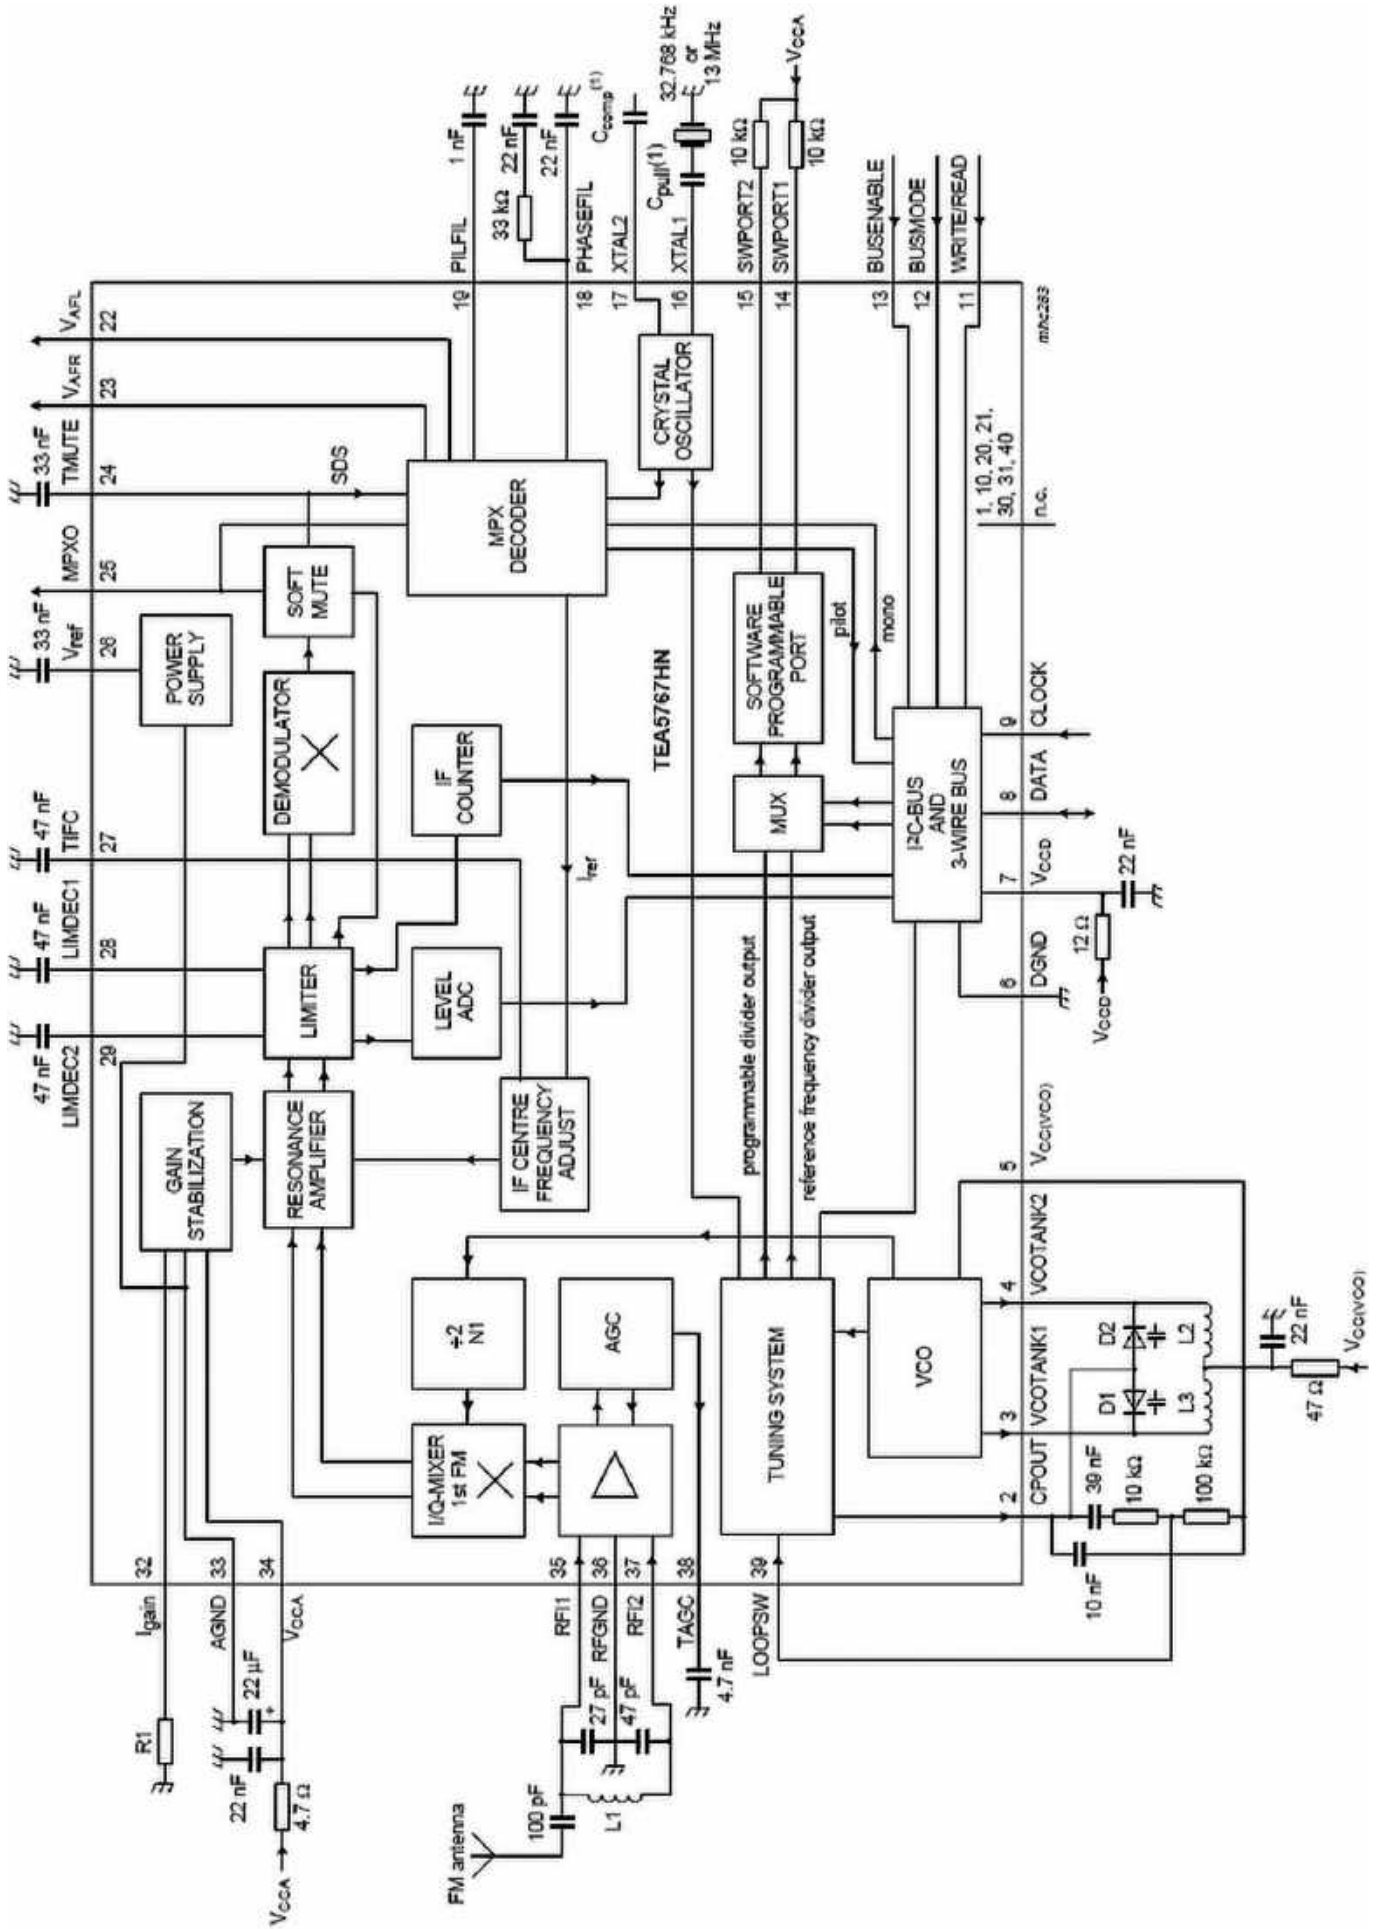 LIMDEC2
LIMDEC1
TIFC
Vref
MPXO
TMUTE
VAFR
VAFL
47 nF
47 nF
47 nF
33 nF
33 nF
29
28
27
26
25
24
23
22
R1
Igain
32
22 nF
22 µF
AGND
33
VCCA
4.7 Ω
VCCA
34
GAIN
STABILIZATION
POWER
SUPPLY
RESONANCE
AMPLIFIER
LIMITER
DEMODULATOR
SOFT
MUTE
SDS
I/Q-MIXER
1st FM
÷2
N1
LEVEL
ADC
IF
COUNTER
MPX
DECODER
19
PILFIL
1 nF
33 kΩ
22 nF
22 nF
18
PHASEFIL
FM antenna
100 pF
L1
27 pF
47 pF
RFI1
35
RFGND
36
RFI2
37
AGC
IF CENTRE
FREQUENCY
ADJUST
Iref
TAGC
38
4.7 nF
TEA5767HN
CRYSTAL
OSCILLATOR
17
XTAL2
Ccomp(1)
16
XTAL1
Cpull(1)
32.768 kHz
or
13 MHz
LOOPSW
39
TUNING SYSTEM
programmable divider output
reference frequency divider output
MUX
SOFTWARE
PROGRAMMABLE
PORT
15
SWPORT2
10 kΩ
14
SWPORT1
10 kΩ
VCCA
pilot
mono
VCO
I²C-BUS
AND
3-WIRE BUS
13
BUSENABLE
12
BUSMODE
11
WRITE/READ
1, 10, 20, 21,
30, 31, 40
n.c.
mhc283
2
3
4
5
6
7
8
9
CPOUT
VCOTANK1
VCOTANK2
VCC(VCO)
DGND
VCCD
DATA
CLOCK
10 nF
39 nF
10 kΩ
100 kΩ
D1
D2
L3
L2
12 Ω
VCCD
22 nF
47 Ω
22 nF
VCC(VCO)